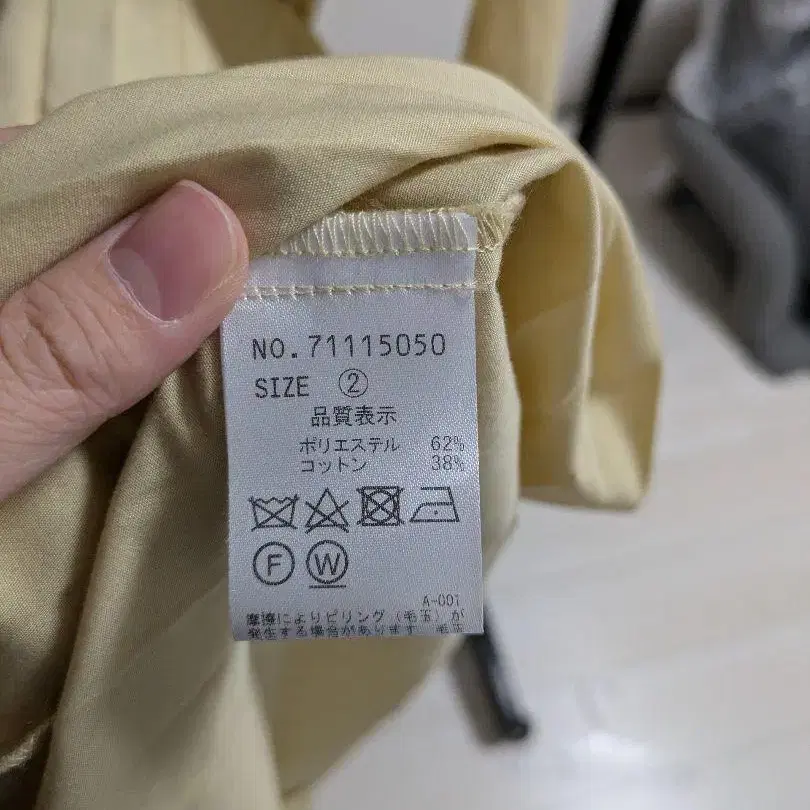 NO.71115050
SIZE ②
品質表示
ポリエステル 62%
コットン 38%
F W
A-001
摩擦によりピリング(毛玉)が
発生する場合があります 毛玉